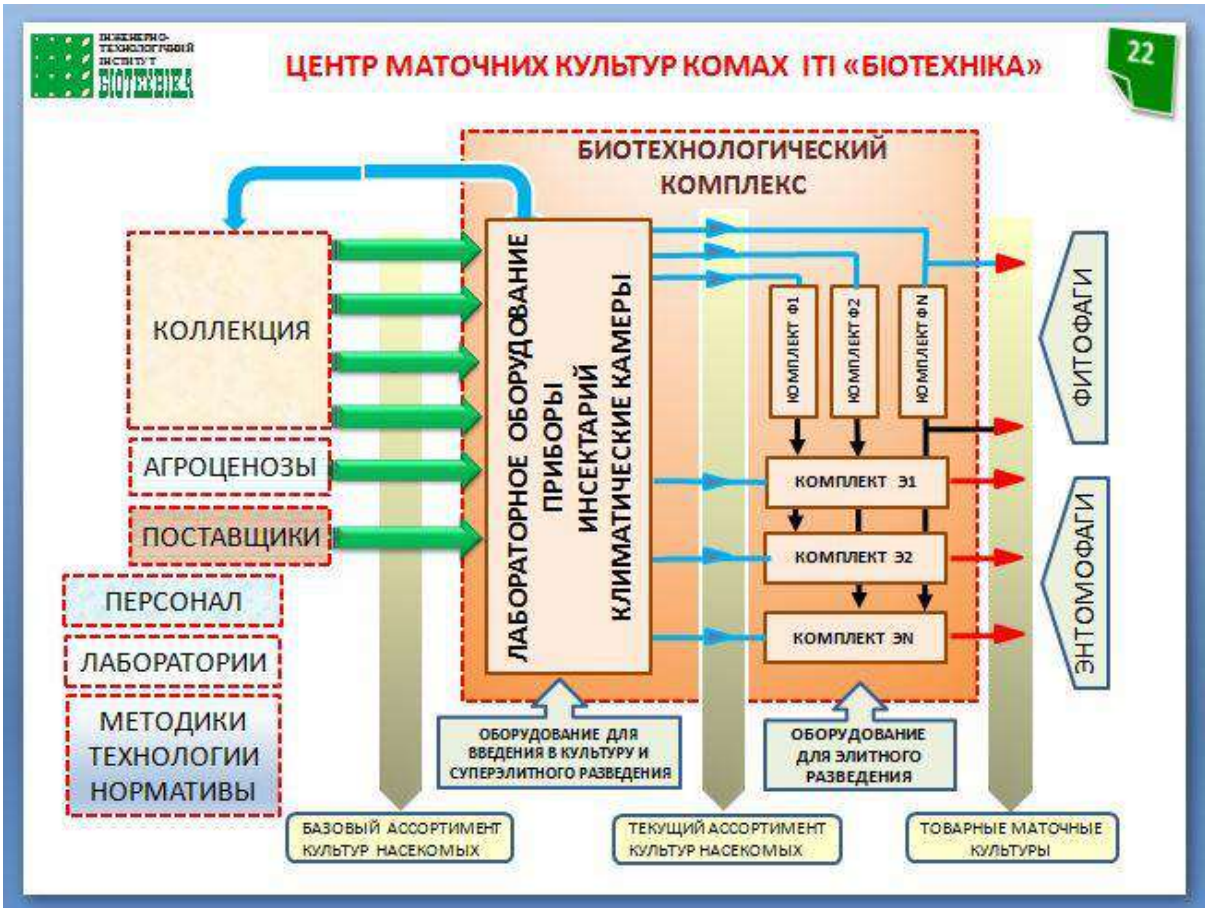 ІНЖЕНЕРНО-
ТЕХНОЛОГІЧНИЙ
ІНСТИТУТ
БІОТЕХНІКА
ЦЕНТР МАТОЧНИХ КУЛЬТУР КОМАХ ІТІ «БІОТЕХНІКА»
22
БИОТЕХНОЛОГИЧЕСКИЙ
КОМПЛЕКС
КОЛЛЕКЦИЯ
АГРОЦЕНОЗЫ
ПОСТАВЩИКИ
ПЕРСОНАЛ
ЛАБОРАТОРИИ
МЕТОДИКИ
ТЕХНОЛОГИИ
НОРМАТИВЫ
ЛАБОРАТОРНОЕ ОБОРУДОВАНИЕ
ПРИБОРЫ
ИНСЕКТАРИЙ
КЛИМАТИЧЕСКИЕ КАМЕРЫ
КОМПЛЕКТ Ф1
КОМПЛЕКТ Ф2
КОМПЛЕКТ ФN
КОМПЛЕКТ Э1
КОМПЛЕКТ Э2
КОМПЛЕКТ ЭN
ФИТОФАГИ
ЭНТОМОФАГИ
ОБОРУДОВАНИЕ ДЛЯ
ВВЕДЕНИЯ В КУЛЬТУРУ И
СУПЕРЭЛИТНОГО РАЗВЕДЕНИЯ
ОБОРУДОВАНИЕ
ДЛЯ ЭЛИТНОГО
РАЗВЕДЕНИЯ
БАЗОВЫЙ АССОРТИМЕНТ
КУЛЬТУР НАСЕКОМЫХ
ТЕКУЩИЙ АССОРТИМЕНТ
КУЛЬТУР НАСЕКОМЫХ
ТОВАРНЫЕ МАТОЧНЫЕ
КУЛЬТУРЫ